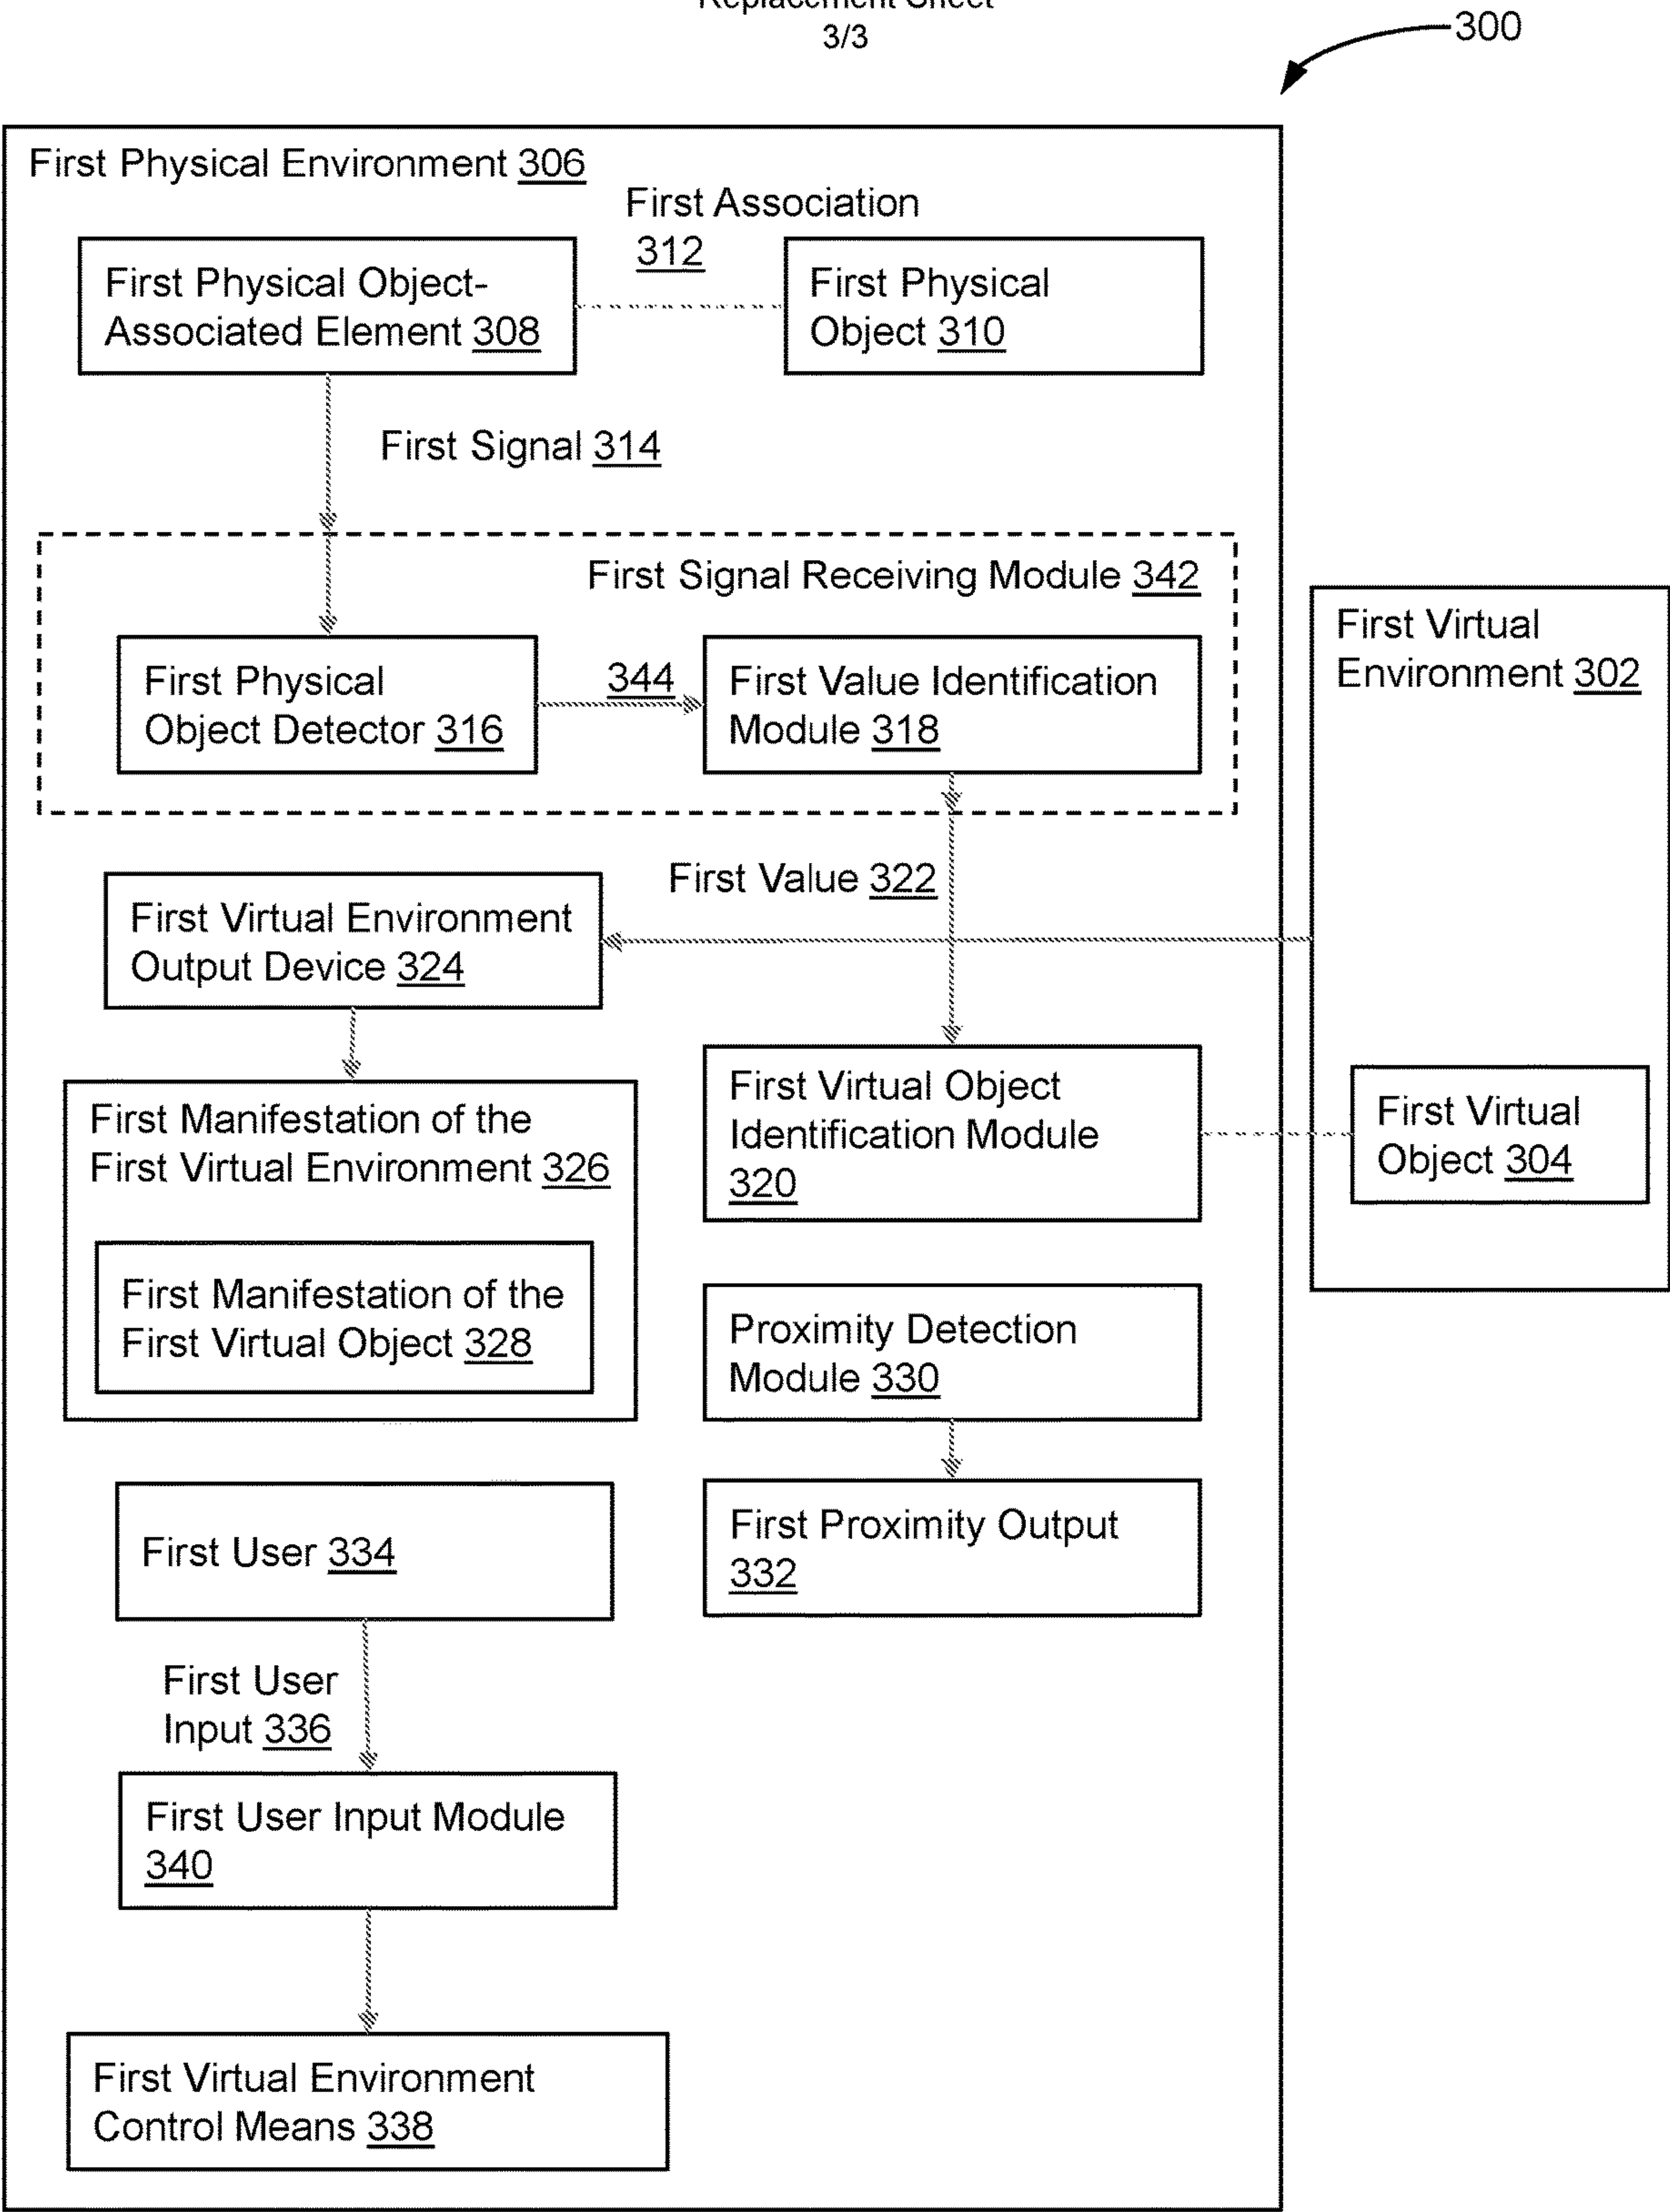 Replacement Sheet
3/3
300
First Physical Environment 306
First Association
312
First Physical Object-
Associated Element 308
First Physical
Object 310
First Signal 314
First Signal Receiving Module 342
First Physical
Object Detector 316
344
First Value Identification
Module 318
First Virtual
Environment 302
First Value 322
First Virtual Environment
Output Device 324
First Virtual Object
Identification Module
320
First Virtual
Object 304
First Manifestation of the
First Virtual Environment 326
First Manifestation of the
First Virtual Object 328
Proximity Detection
Module 330
First Proximity Output
332
First User 334
First User
Input 336
First User Input Module
340
First Virtual Environment
Control Means 338